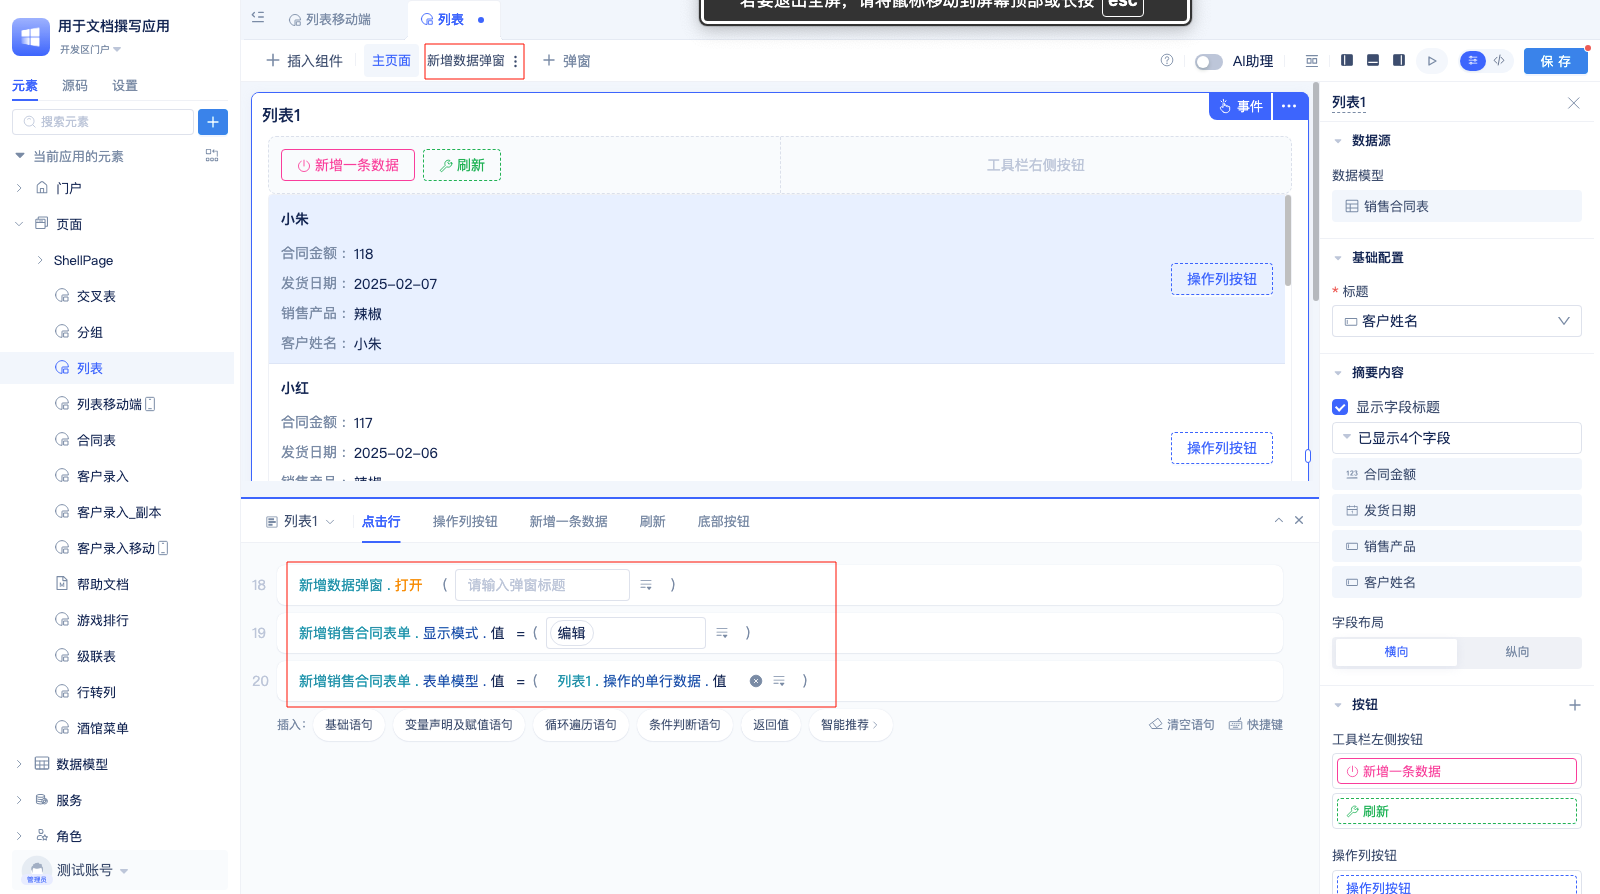 用于文档撰写应用
开发区门户
元素 源码 设置
搜索元素
当前应用的元素
门户
页面
ShellPage
交叉表
分组
列表
列表移动端
合同表
客户录入
客户录入_副本
客户录入移动
帮助文档
游戏排行
级联表
行转列
酒馆菜单
数据模型
服务
角色
管理员
测试账号
列表移动端 列表
若要退出全屏，请将鼠标移动到屏幕顶部或长按 esc
插入组件 主页面 新增数据弹窗 弹窗
AI助理 保存
列表1
事件
新增一条数据 刷新 工具栏右侧按钮
小朱
合同金额： 118
发货日期： 2025-02-07
销售产品： 辣椒
客户姓名： 小朱
操作列按钮
小红
合同金额： 117
发货日期： 2025-02-06
销售产品： 辣椒
操作列按钮
列表1 点击行 操作列按钮 新增一条数据 刷新 底部按钮
18 新增数据弹窗 . 打开 ( 请输入弹窗标题 )
19 新增销售合同表单 . 显示模式 . 值 = ( 编辑 )
20 新增销售合同表单 . 表单模型 . 值 = ( 列表1 . 操作的单行数据 . 值 )
插入： 基础语句 变量声明及赋值语句 循环遍历语句 条件判断语句 返回值 智能推荐 清空语句 快捷键
列表1
数据源
数据模型
销售合同表
基础配置
* 标题
客户姓名
摘要内容
显示字段标题
已显示4个字段
123 合同金额
发货日期
销售产品
客户姓名
字段布局
横向 纵向
按钮
工具栏左侧按钮
新增一条数据
刷新
操作列按钮
操作列按钮